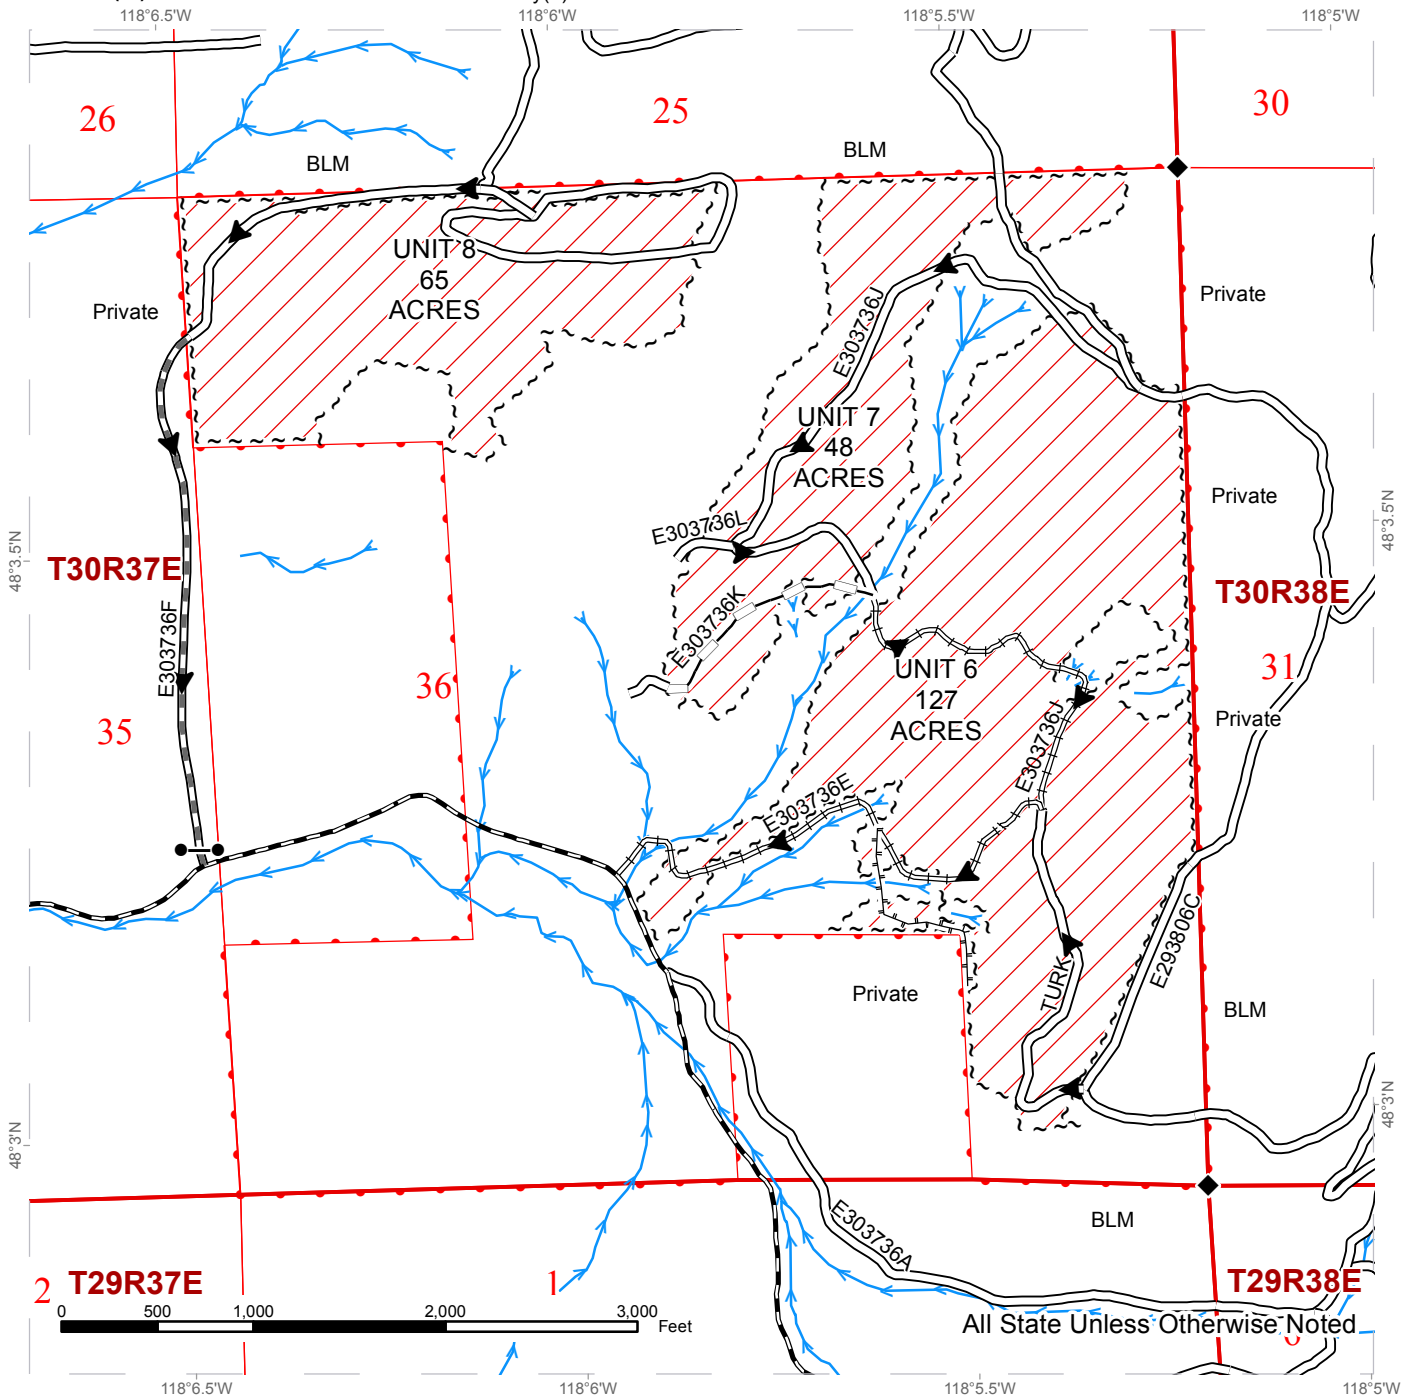 118°6.5'W
118°6'W
118°5.5'W
118°5'W
26
25
30
BLM
BLM
UNIT 8
65
ACRES
Private
Private
E303736J
UNIT 7
48
ACRES
Private
E303736L
48°3.5'N
48°3.5'N
T30R37E
T30R38E
E303736K
E303736F
36
UNIT 6
127
ACRES
31
35
Private
E303736J
E303736E
E293806C
Private
TURK
BLM
48°3'N
48°3'N
E303736A
BLM
2
T29R37E
1
T29R38E
0
500
1,000
2,000
3,000
Feet
All State Unless Otherwise Noted
6
118°6.5'W
118°6'W
118°5.5'W
118°5'W